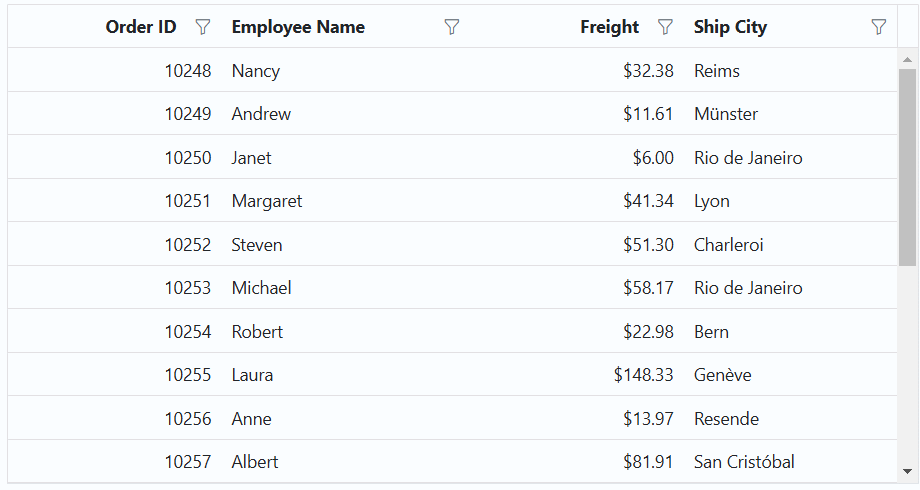 Order ID Employee Name Freight Ship City
10248 Nancy $32.38 Reims
10249 Andrew $11.61 Münster
10250 Janet $6.00 Rio de Janeiro
10251 Margaret $41.34 Lyon
10252 Steven $51.30 Charleroi
10253 Michael $58.17 Rio de Janeiro
10254 Robert $22.98 Bern
10255 Laura $148.33 Genève
10256 Anne $13.97 Resende
10257 Albert $81.91 San Cristóbal